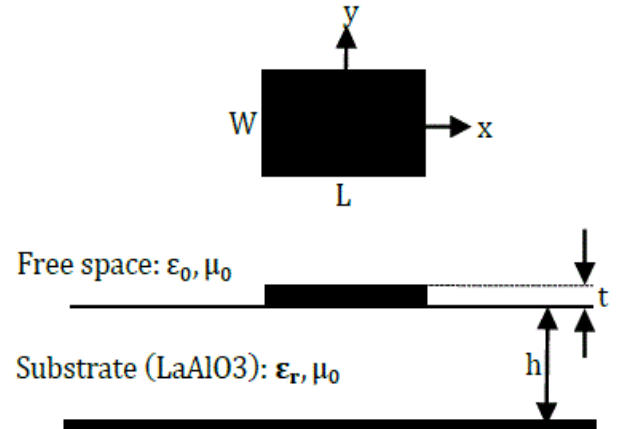 y
W
x
L
Free space: ε₀, μ₀
t
Substrate (LaAlO3): εᵣ, μ₀
h